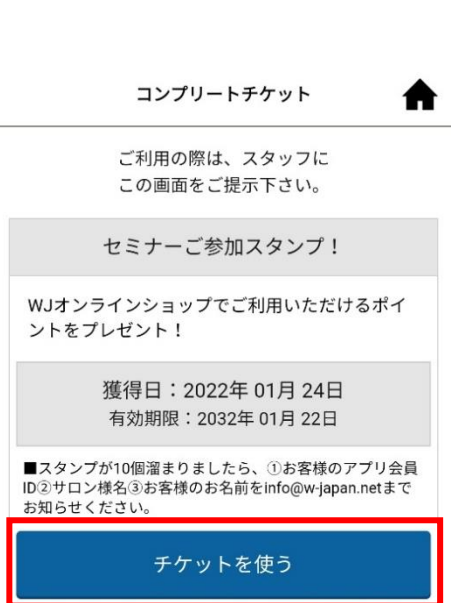 コンプリートチケット
ご利用の際は、スタッフに
この画面をご提示下さい。
セミナーご参加スタンプ！
WJオンラインショップでご利用いただけるポイ
ントをプレゼント！
獲得日：2022年 01月 24日
有効期限：2032年 01月 22日
■スタンプが10個溜まりましたら、①お客様のアプリ会員
ID②サロン様名③お客様のお名前をinfo@w-japan.netまで
お知らせください。
チケットを使う